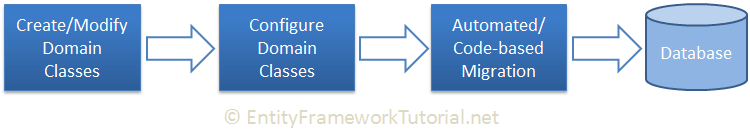 Create/Modify
Domain
Classes
Configure
Domain
Classes
Automated/
Code-based
Migration
Database
© EntityFrameworkTutorial.net